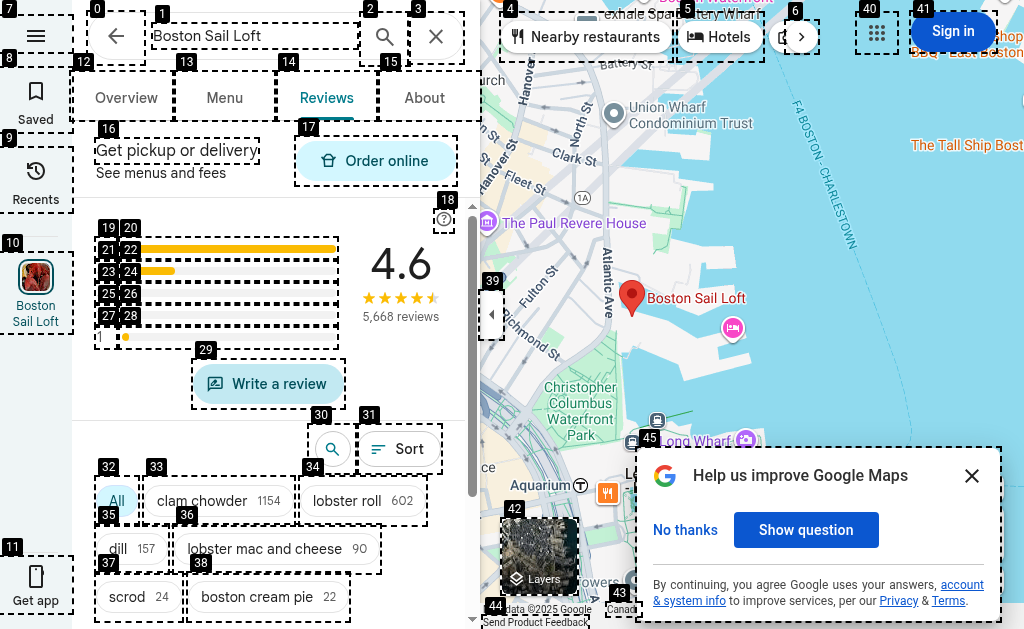 7
0
1
2
3
4
5
6
40
41
Boston Sail Loft
Nearby restaurants
Hotels
Sign in
exhale Spa
Battery Wharf
Battery St
8
Saved
12
13
14
15
Overview
Menu
Reviews
About
9
Recents
16
17
Get pickup or delivery
See menus and fees
Order online
18
19
20
21
22
23
24
25
26
27
28
1
4.6
5,668 reviews
10
Boston
Sail Loft
29
Write a review
30
31
Sort
32
33
34
All
clam chowder 1154
lobster roll 602
35
36
dill 157
lobster mac and cheese 90
37
38
scrod 24
boston cream pie 22
11
Get app
39
Hanover
North St
Union Wharf
Condominium Trust
Clark St
Hanover St
Fleet St
1A
The Paul Revere House
Atlantic Ave
Fulton St
Richmond St
Boston Sail Loft
F4 BOSTON - CHARLESTOWN
The Tall Ship Bost
BBQ - East Boston
Christopher
Columbus
Waterfront
Park
Long Wharf
Aquarium
T
42
Layers
43
44
data ©2025 Google
Canad
Send Product Feedback
45
Help us improve Google Maps
No thanks
Show question
By continuing, you agree Google uses your answers, account
& system info to improve services, per our Privacy & Terms.